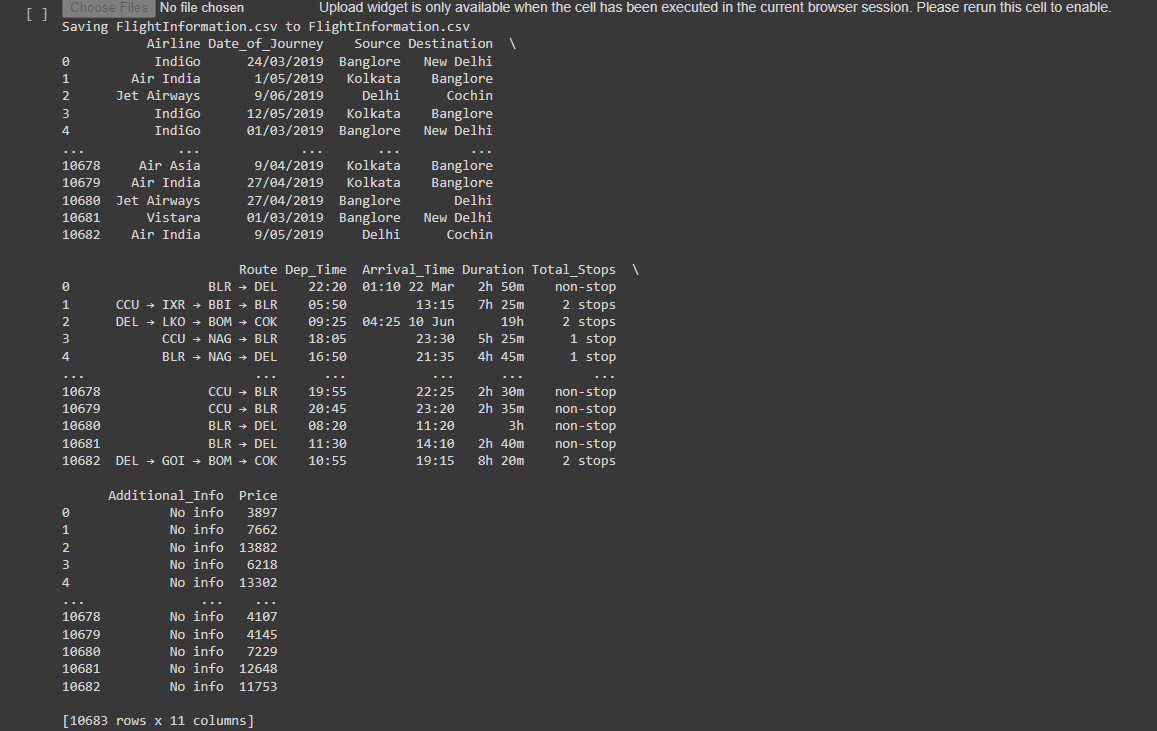 [ ] Choose Files No file chosen Upload widget is only available when the cell has been executed in the current browser session. Please rerun this cell to enable.
Saving FlightInformation.csv to FlightInformation.csv
           Airline Date_of_Journey    Source Destination  \
0           IndiGo      24/03/2019  Banglore   New Delhi
1        Air India       1/05/2019   Kolkata    Banglore
2      Jet Airways       9/06/2019     Delhi      Cochin
3           IndiGo      12/05/2019   Kolkata    Banglore
4           IndiGo      01/03/2019  Banglore   New Delhi
...            ...             ...       ...         ...
10678     Air Asia       9/04/2019   Kolkata    Banglore
10679    Air India      27/04/2019   Kolkata    Banglore
10680  Jet Airways      27/04/2019  Banglore       Delhi
10681      Vistara      01/03/2019  Banglore   New Delhi
10682    Air India       9/05/2019     Delhi      Cochin
                       Route Dep_Time  Arrival_Time Duration Total_Stops  \
0                  BLR → DEL    22:20  01:10 22 Mar   2h 50m    non-stop
1      CCU → IXR → BBI → BLR    05:50         13:15   7h 25m     2 stops
2      DEL → LKO → BOM → COK    09:25  04:25 10 Jun      19h     2 stops
3            CCU → NAG → BLR    18:05         23:30   5h 25m      1 stop
4            BLR → NAG → DEL    16:50         21:35   4h 45m      1 stop
...                      ...      ...           ...      ...         ...
10678              CCU → BLR    19:55         22:25   2h 30m    non-stop
10679              CCU → BLR    20:45         23:20   2h 35m    non-stop
10680              BLR → DEL    08:20         11:20       3h    non-stop
10681              BLR → DEL    11:30         14:10   2h 40m    non-stop
10682  DEL → GOI → BOM → COK    10:55         19:15   8h 20m     2 stops
      Additional_Info  Price
0             No info   3897
1             No info   7662
2             No info  13882
3             No info   6218
4             No info  13302
...               ...    ...
10678         No info   4107
10679         No info   4145
10680         No info   7229
10681         No info  12648
10682         No info  11753
[10683 rows x 11 columns]